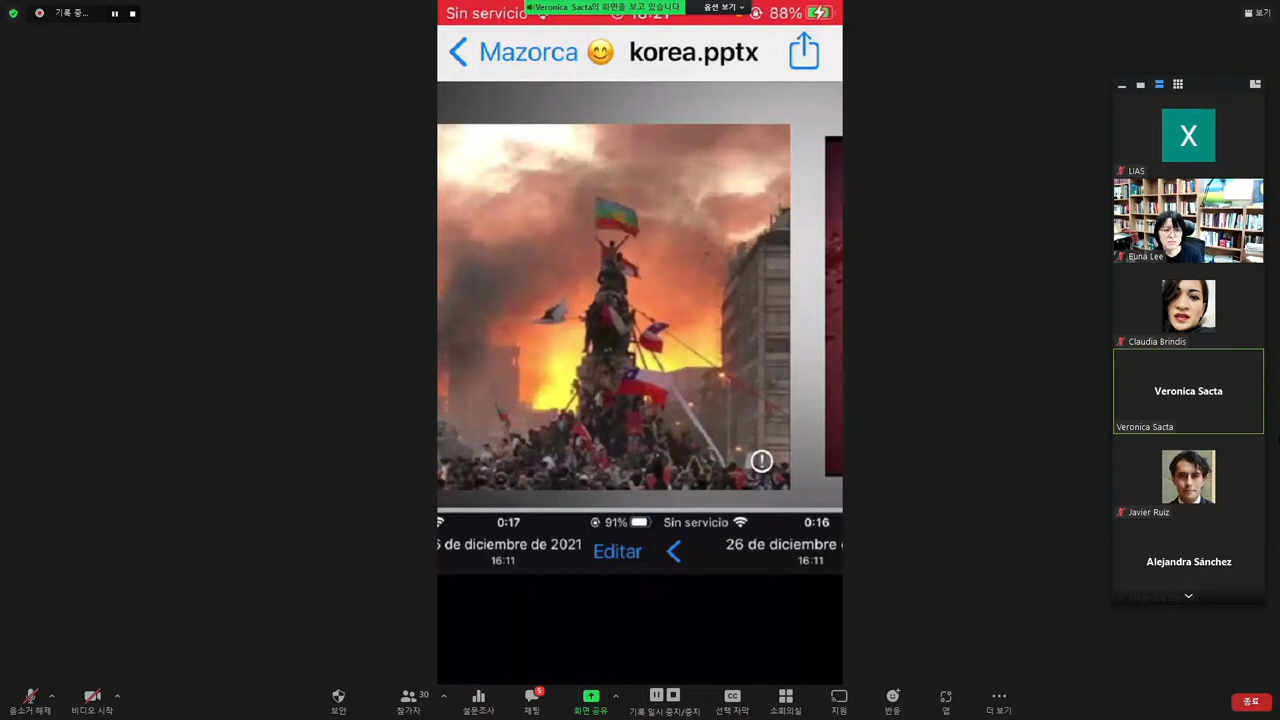 기록 중...
Veronica Sacta의 화면을 보고 있습니다
옵션 보기
보기
Sin servicio
88%
Mazorca 😊 korea.pptx
X
LIAS
Euna Lee
Claudia Brindis
Veronica Sacta
Veronica Sacta
Javier Ruiz
Alejandra Sánchez
0:17
91%
Sin servicio
0:16
6 de diciembre de 2021
Editar
26 de diciembre
16:11
16:11
음소거 해제
비디오 시작
보안
30
참가자
설문조사
5
채팅
화면 공유
기록 일시 중지/중지
선택 자막
소회의실
지원
반응
앱
더 보기
종료